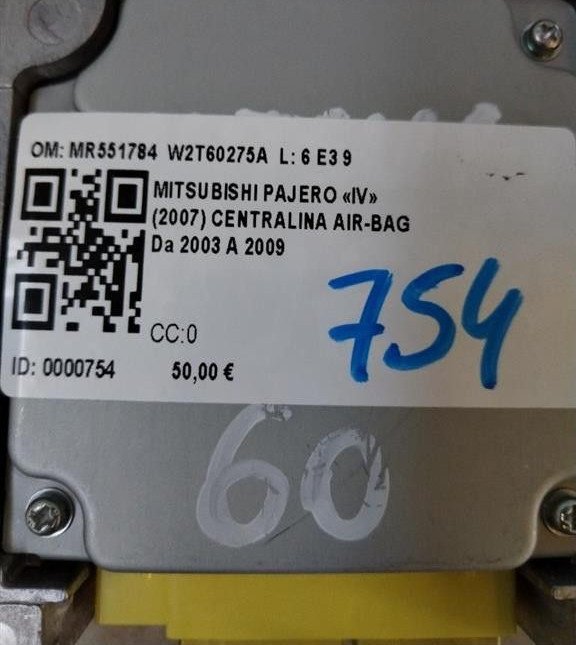 OM: MR551784 W2T60275A L: 6 E3 9
MITSUBISHI PAJERO «IV»
(2007) CENTRALINA AIR-BAG
Da 2003 A 2009
754
CC:0
ID: 0000754 50,00 €
60